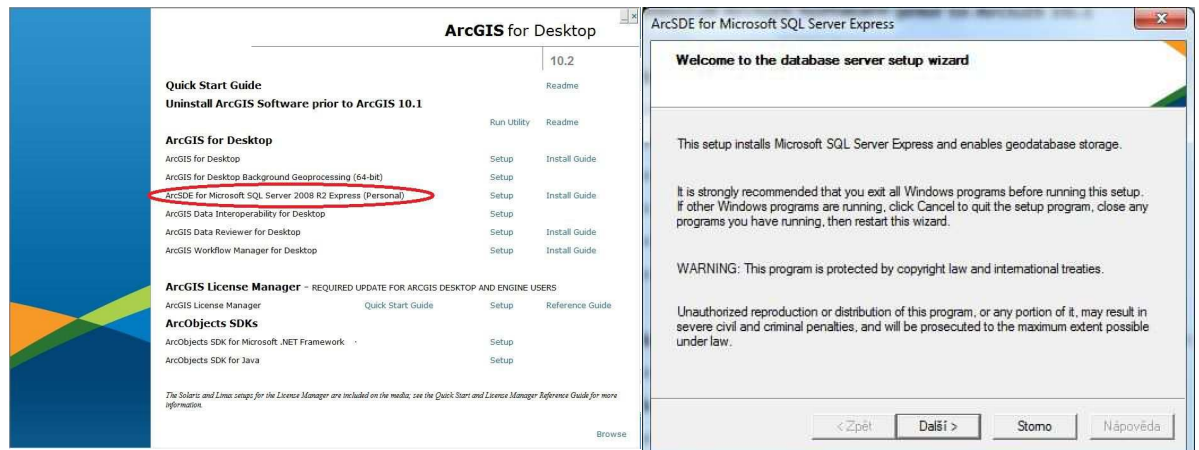 ArcGIS for Desktop
10.2
Quick Start Guide Readme
Uninstall ArcGIS Software prior to ArcGIS 10.1
Run Utility Readme
ArcGIS for Desktop
ArcGIS for Desktop Setup Install Guide
ArcGIS for Desktop Background Geoprocessing (64-bit) Setup
ArcSDE for Microsoft SQL Server 2008 R2 Express (Personal) Setup Install Guide
ArcGIS Data Interoperability for Desktop Setup
ArcGIS Data Reviewer for Desktop Setup Install Guide
ArcGIS Workflow Manager for Desktop Setup Install Guide
ArcGIS License Manager - REQUIRED UPDATE FOR ARCGIS DESKTOP AND ENGINE USERS
ArcGIS License Manager Quick Start Guide Setup Reference Guide
ArcObjects SDKs
ArcObjects SDK for Microsoft .NET Framework Setup
ArcObjects SDK for Java Setup
The Solaris and Linux setups for the License Manager are included on the media; see the Quick Start and License Manager Reference Guide for more
information.
Browse
ArcSDE for Microsoft SQL Server Express
Welcome to the database server setup wizard
This setup installs Microsoft SQL Server Express and enables geodatabase storage.
It is strongly recommended that you exit all Windows programs before running this setup.
If other Windows programs are running, click Cancel to quit the setup program, close any
programs you have running, then restart this wizard.
WARNING: This program is protected by copyright law and international treaties.
Unauthorized reproduction or distribution of this program, or any portion of it, may result in
severe civil and criminal penalties, and will be prosecuted to the maximum extent possible
under law.
< Zpět Další > Storno Nápověda